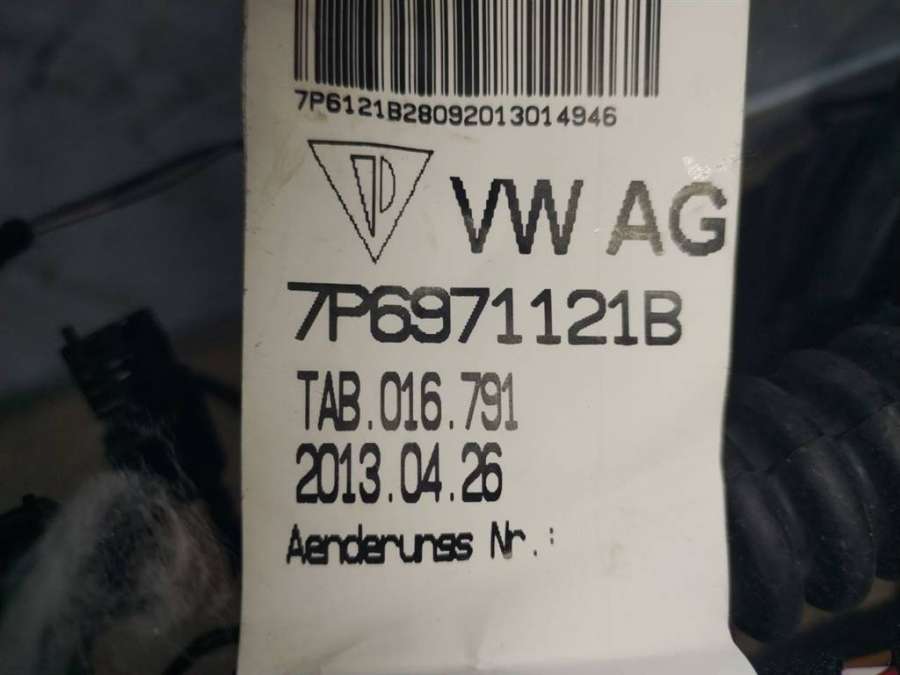 7P6121B28092013014946
VW AG
7P6971121B
TAB.016.791
2013.04.26
Aenderungs Nr.: